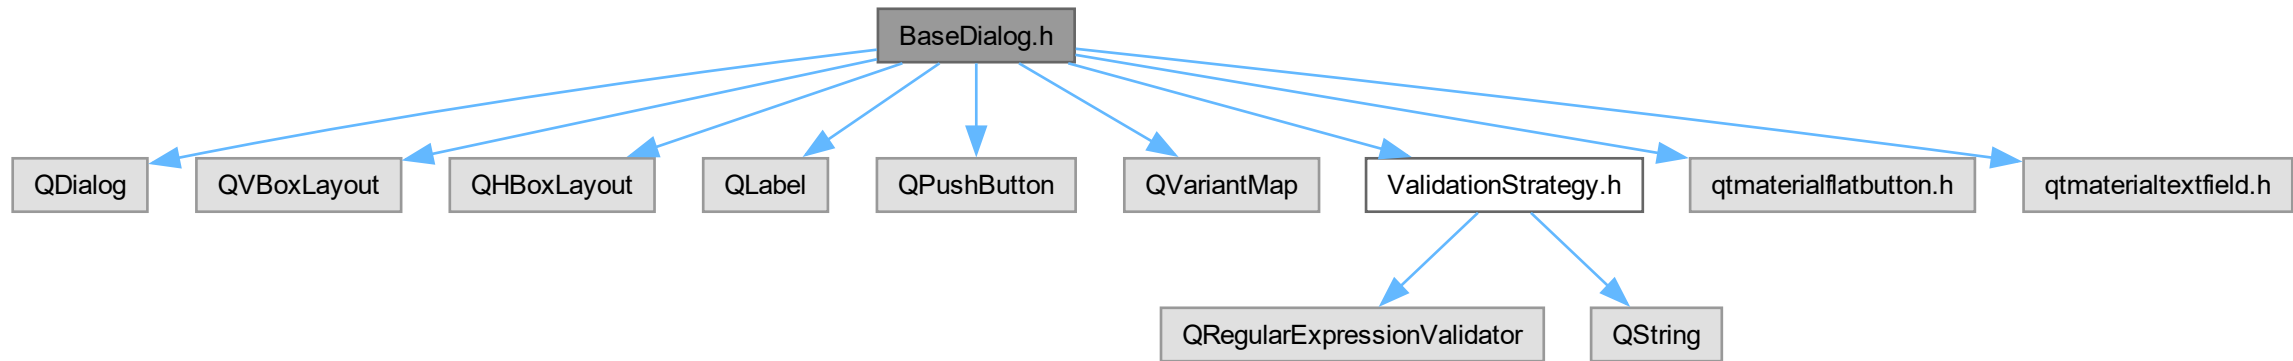 BaseDialog.h
QDialog
QVBoxLayout
QHBoxLayout
QLabel
QPushButton
QVariantMap
ValidationStrategy.h
qtmaterialflatbutton.h
qtmaterialtextfield.h
QRegularExpressionValidator
QString